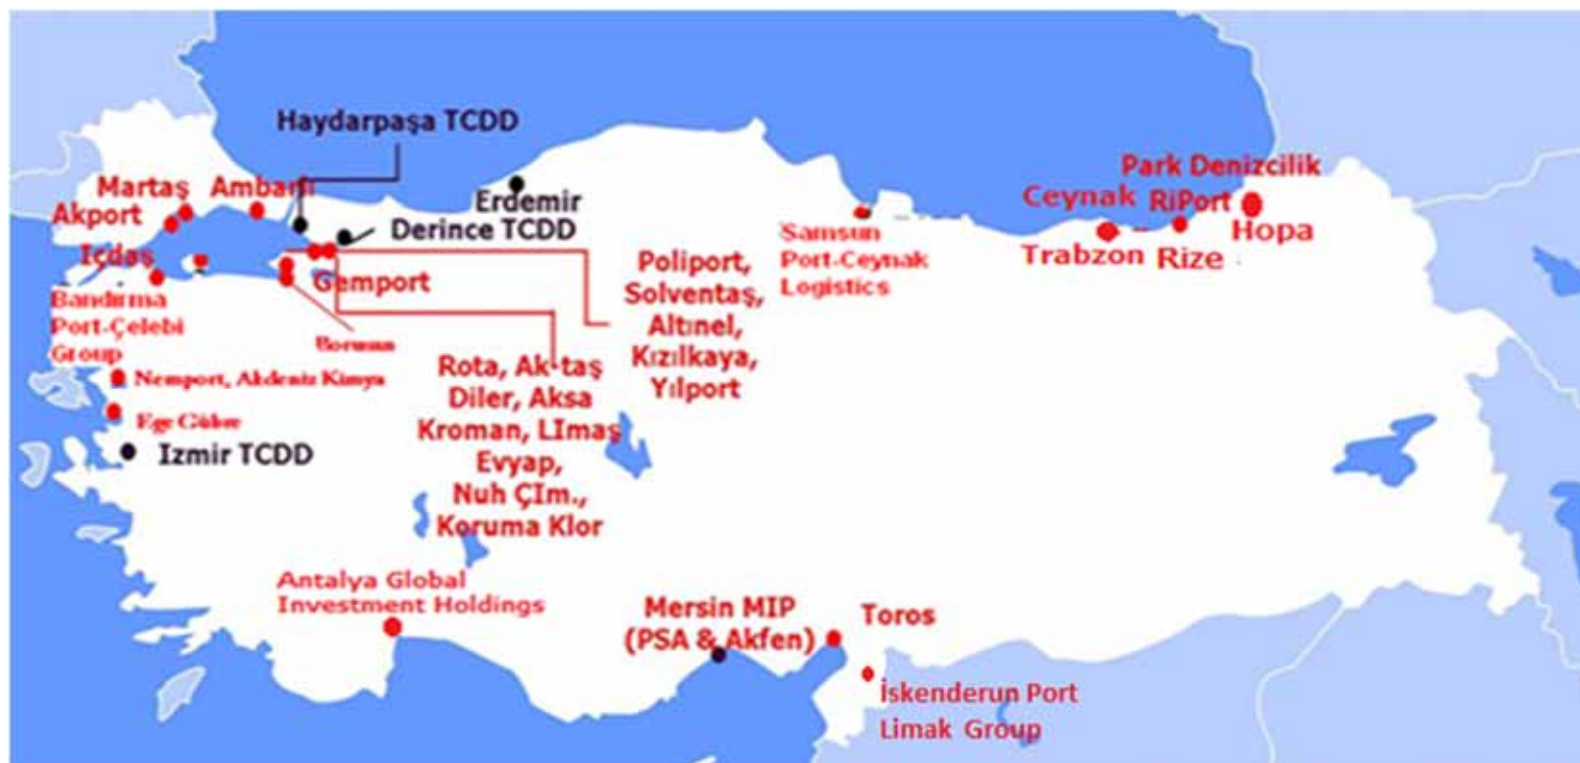 Haydarpaşa TCDD
Martaş
Ambarlı
Akport
Erdemir
Derince TCDD
Içdaş
Gemport
Bandırma
Port-Çelebi
Group
Borusan
Nemport, Akdeniz Kimya
Ege Gübre
Izmir TCDD
Rota, Ak-taş
Diler, Aksa
Kroman, LImaş
Evyap,
Nuh ÇIm.,
Koruma Klor
Poliport,
Solventaş,
Altınel,
Kızılkaya,
Yılport
Samsun
Port-Ceynak
Logistics
Park Denizcilik
Ceynak
RiPort
Hopa
Trabzon
Rize
Antalya Global
Investment Holdings
Mersin MIP
(PSA & Akfen)
Toros
İskenderun Port
Limak Group